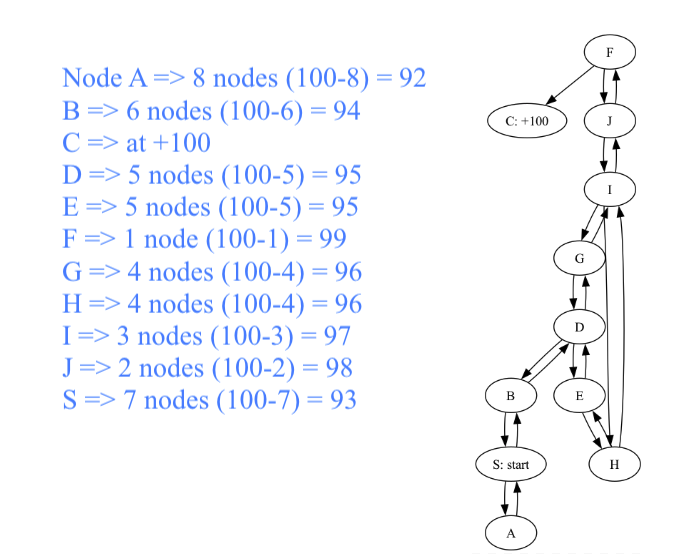 Node A => 8 nodes (100-8) = 92
B => 6 nodes (100-6) = 94
C => at +100
D => 5 nodes (100-5) = 95
E => 5 nodes (100-5) = 95
F => 1 node (100-1) = 99
G => 4 nodes (100-4) = 96
H => 4 nodes (100-4) = 96
I => 3 nodes (100-3) = 97
J => 2 nodes (100-2) = 98
S => 7 nodes (100-7) = 93
F
C: +100
J
I
G
D
B
E
S: start
H
A